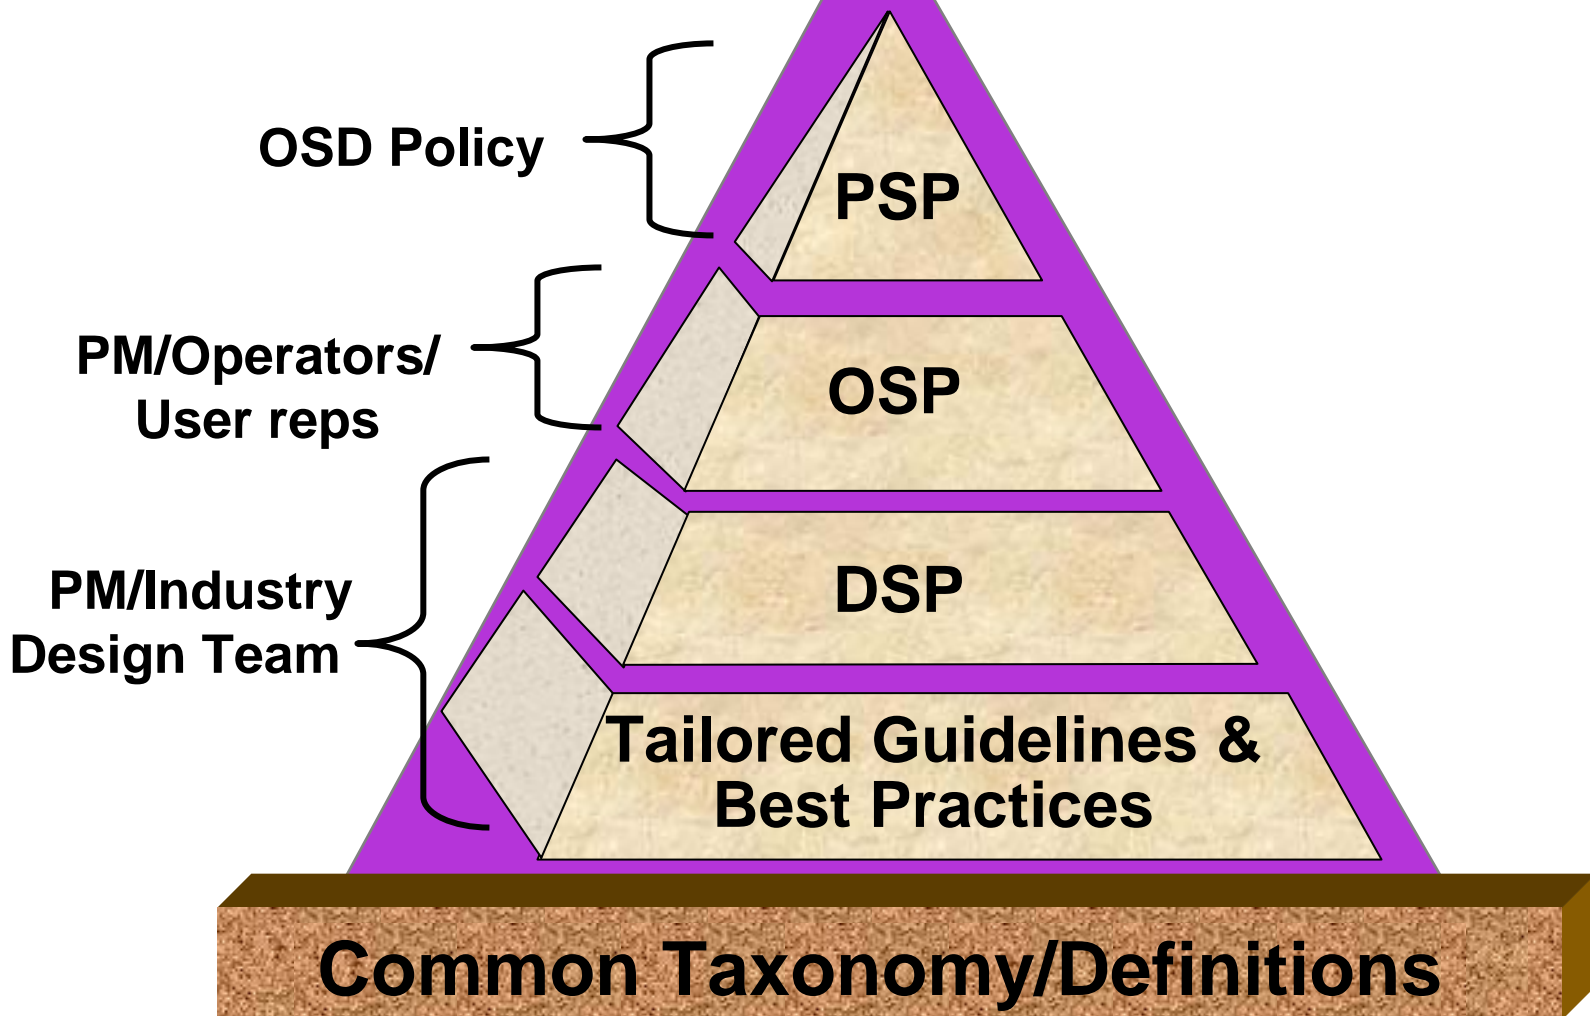 OSD Policy
PSP
PM/Operators/
User reps
OSP
PM/Industry
Design Team
DSP
Tailored Guidelines &
Best Practices
Common Taxonomy/Definitions